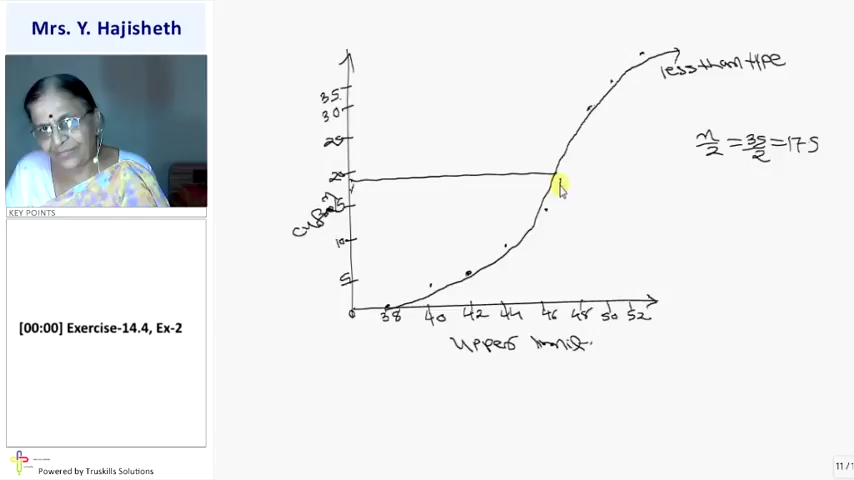 Mrs. Y. Hajisheth
KEY POINTS
[00:00] Exercise-14.4, Ex-2
Powered by Truskills Solutions
less than type
n/2 = 35/2 = 17.5
35
30
25
20
15
10
5
0 38 40 42 44 46 48 50 52
Upper limit
11/1